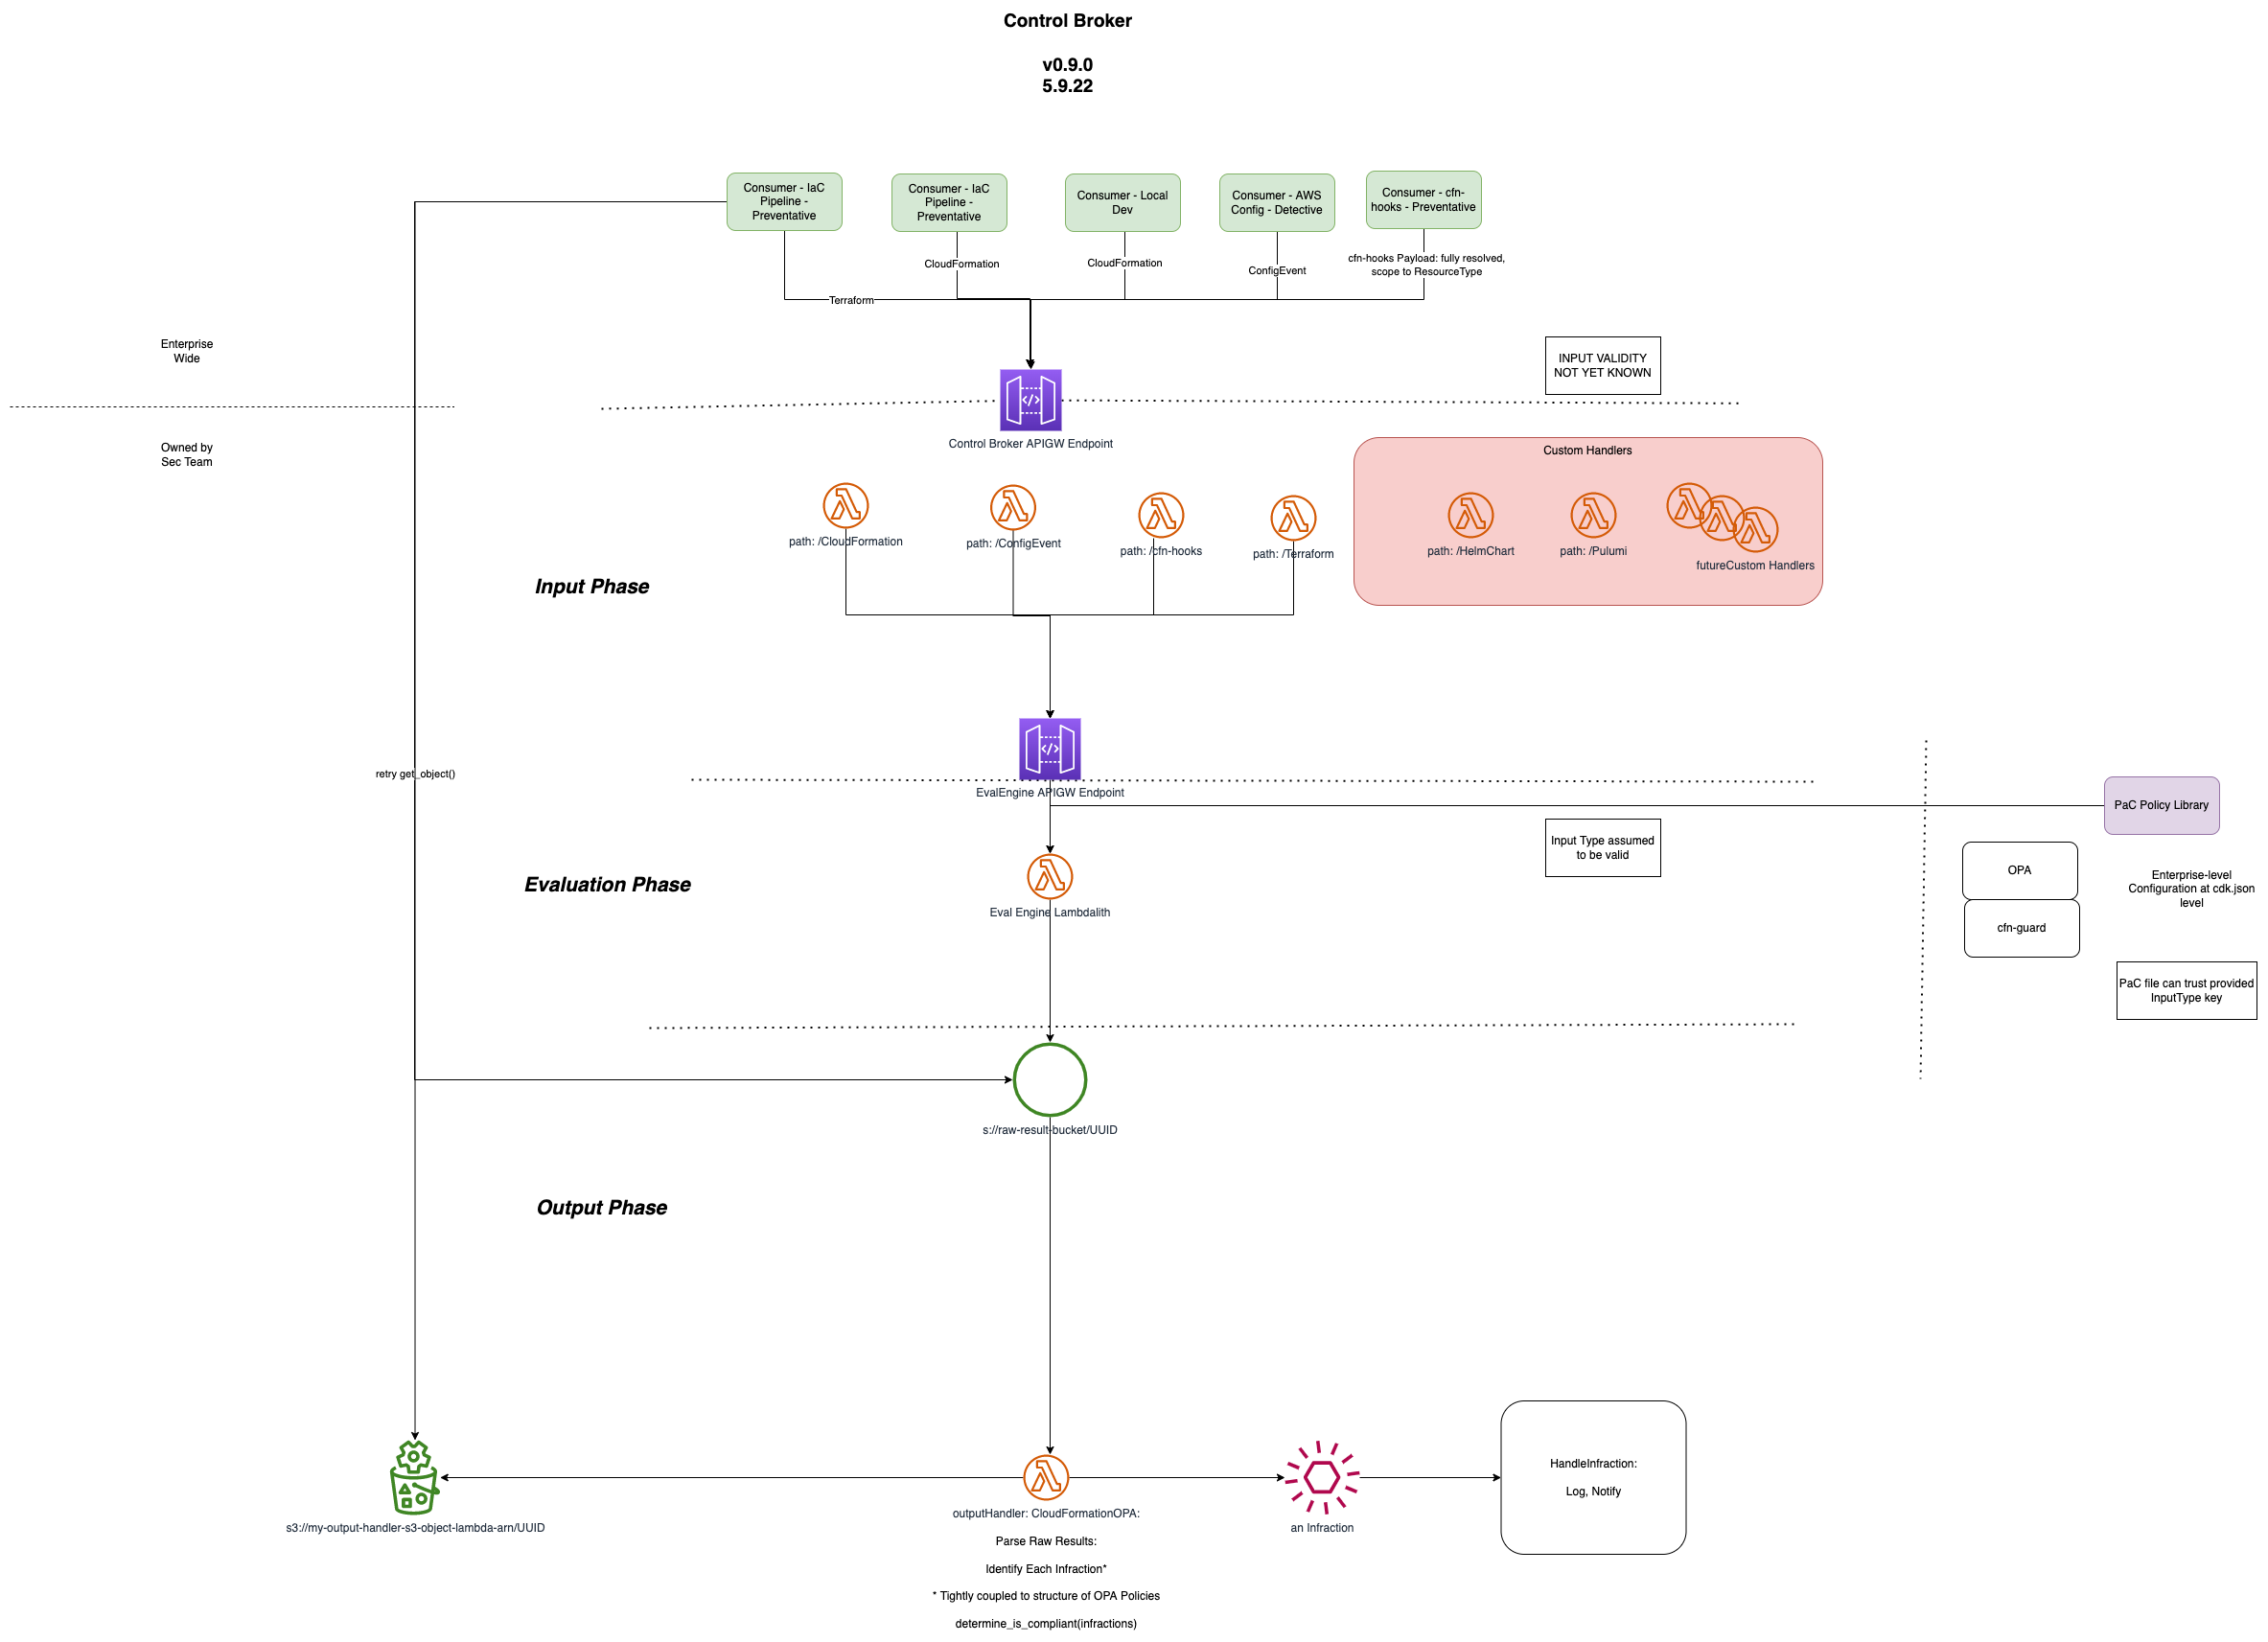 Control Broker
v0.9.0
5.9.22
Consumer - IaC
Pipeline -
Preventative
Consumer - IaC
Pipeline -
Preventative
Consumer - Local
Dev
Consumer - AWS
Config - Detective
Consumer - cfn-
hooks - Preventative
CloudFormation
CloudFormation
ConfigEvent
cfn-hooks Payload: fully resolved,
scope to ResourceType
Terraform
Enterprise
Wide
INPUT VALIDITY
NOT YET KNOWN
Owned by
Sec Team
Control Broker APIGW Endpoint
Custom Handlers
path: /CloudFormation
path: /ConfigEvent
path: /cfn-hooks
path: /Terraform
path: /HelmChart
path: /Pulumi
futureCustom Handlers
Input Phase
retry get_object()
EvalEngine APIGW Endpoint
PaC Policy Library
Input Type assumed
to be valid
OPA
Enterprise-level
Configuration at cdk.json
level
Evaluation Phase
Eval Engine Lambdalith
cfn-guard
PaC file can trust provided
InputType key
s://raw-result-bucket/UUID
Output Phase
HandleInfraction:
Log, Notify
s3://my-output-handler-s3-object-lambda-arn/UUID
outputHandler: CloudFormationOPA:
Parse Raw Results:
Identify Each Infraction*
* Tightly coupled to structure of OPA Policies
determine_is_compliant(infractions)
an Infraction